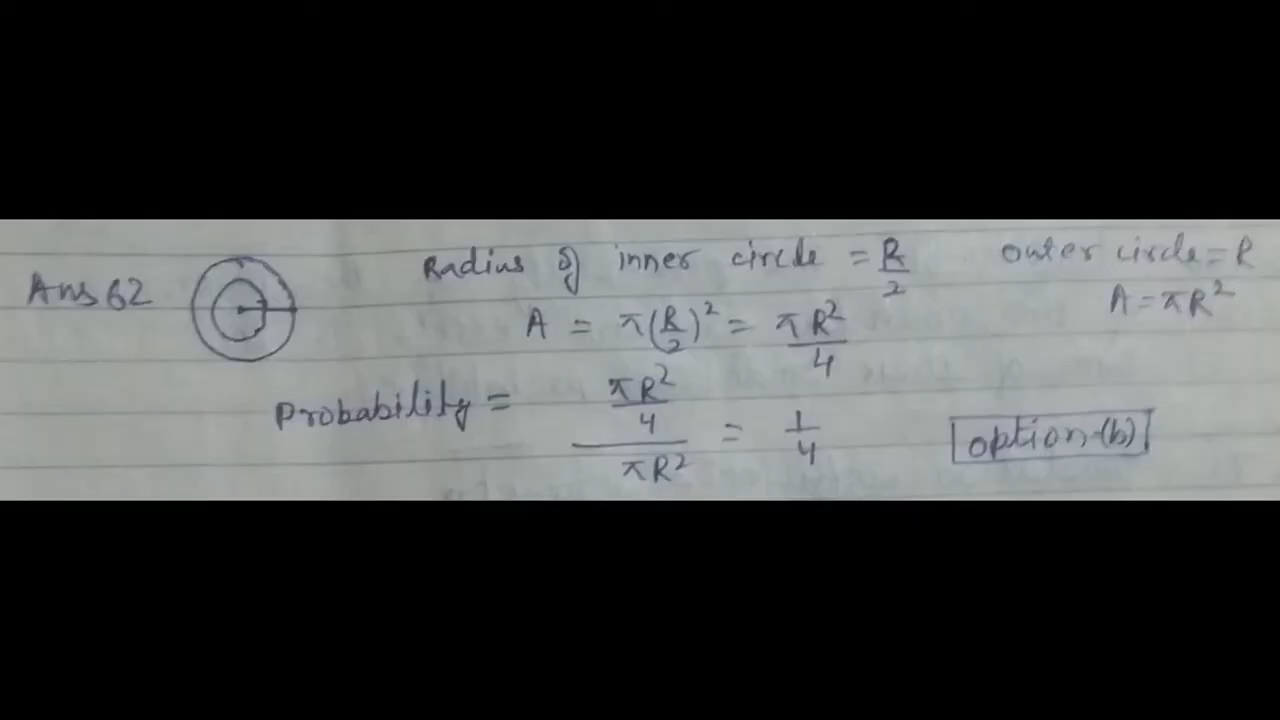 Ans 62 Radius of inner circle = R/2 outer circle = R
A = π(R/2)² = πR²/4 A = πR²
Probability = (πR²/4)/(πR²) = 1/4 option-(b)